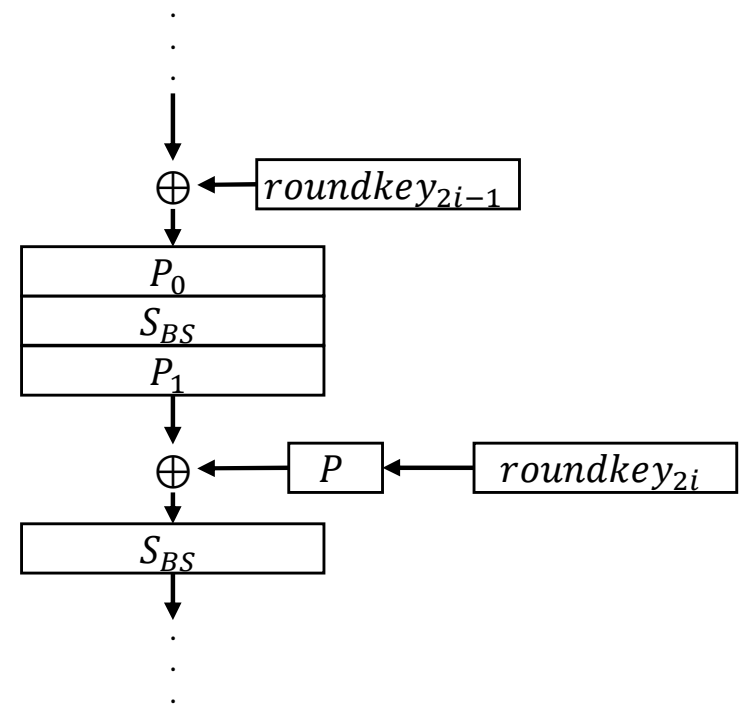 ⊕ roundkey_{2i−1}
P_0
S_{BS}
P_1
⊕ P roundkey_{2i}
S_{BS}